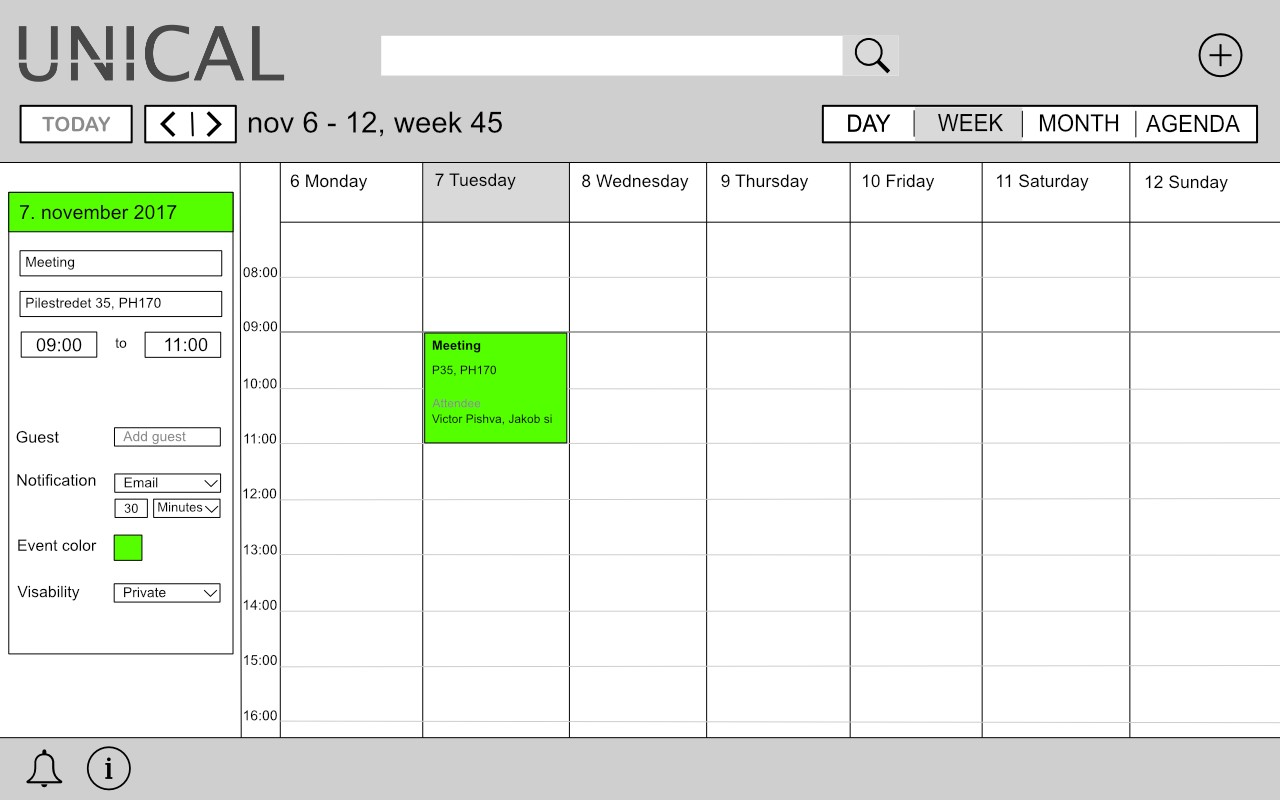 UNICAL
TODAY
nov 6 - 12, week 45
DAY WEEK MONTH AGENDA
6 Monday
7 Tuesday
8 Wednesday
9 Thursday
10 Friday
11 Saturday
12 Sunday
7. november 2017
Meeting
Pilestredet 35, PH170
09:00 to 11:00
Guest Add guest
Notification Email
30 Minutes
Event color
Visability Private
08:00
09:00
10:00
11:00
12:00
13:00
14:00
15:00
16:00
Meeting
P35, PH170
Attendee
Victor Pishva, Jakob si